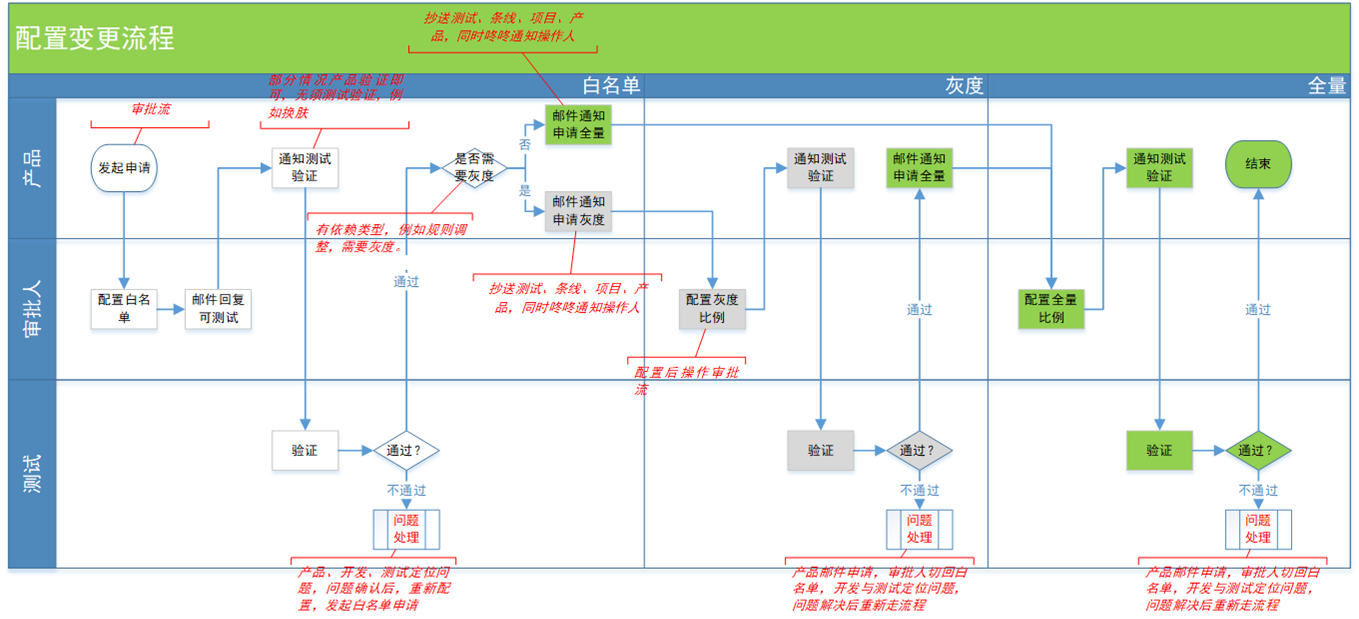 配置变更流程
抄送测试、条线、项目、产
品，同时咚咚通知操作人
白名单
灰度
全量
产品
审批人
测试
审批流
发起申请
部分情况产品验证即
可，无须测试验证，例
如换肤
通知测试
验证
是否需
要灰度
否
是
邮件通知
申请全量
邮件通知
申请灰度
有依赖类型，例如规则调
整，需要灰度。
抄送测试、条线、项目、产
品，同时咚咚通知操作人
通知测试
验证
邮件通知
申请全量
通知测试
验证
结束
配置白名
单
邮件回复
可测试
通过
配置灰度
比例
配置后操作审批
流
通过
配置全量
比例
通过
验证
通过？
不通过
问题
处理
产品、开发、测试定位问
题，问题确认后，重新配
置，发起白名单申请
验证
通过？
不通过
问题
处理
产品邮件申请，审批人切回白
名单，开发与测试定位问题，
问题解决后重新走流程
验证
通过？
不通过
问题
处理
产品邮件申请，审批人切回白
名单，开发与测试定位问题，
问题解决后重新走流程